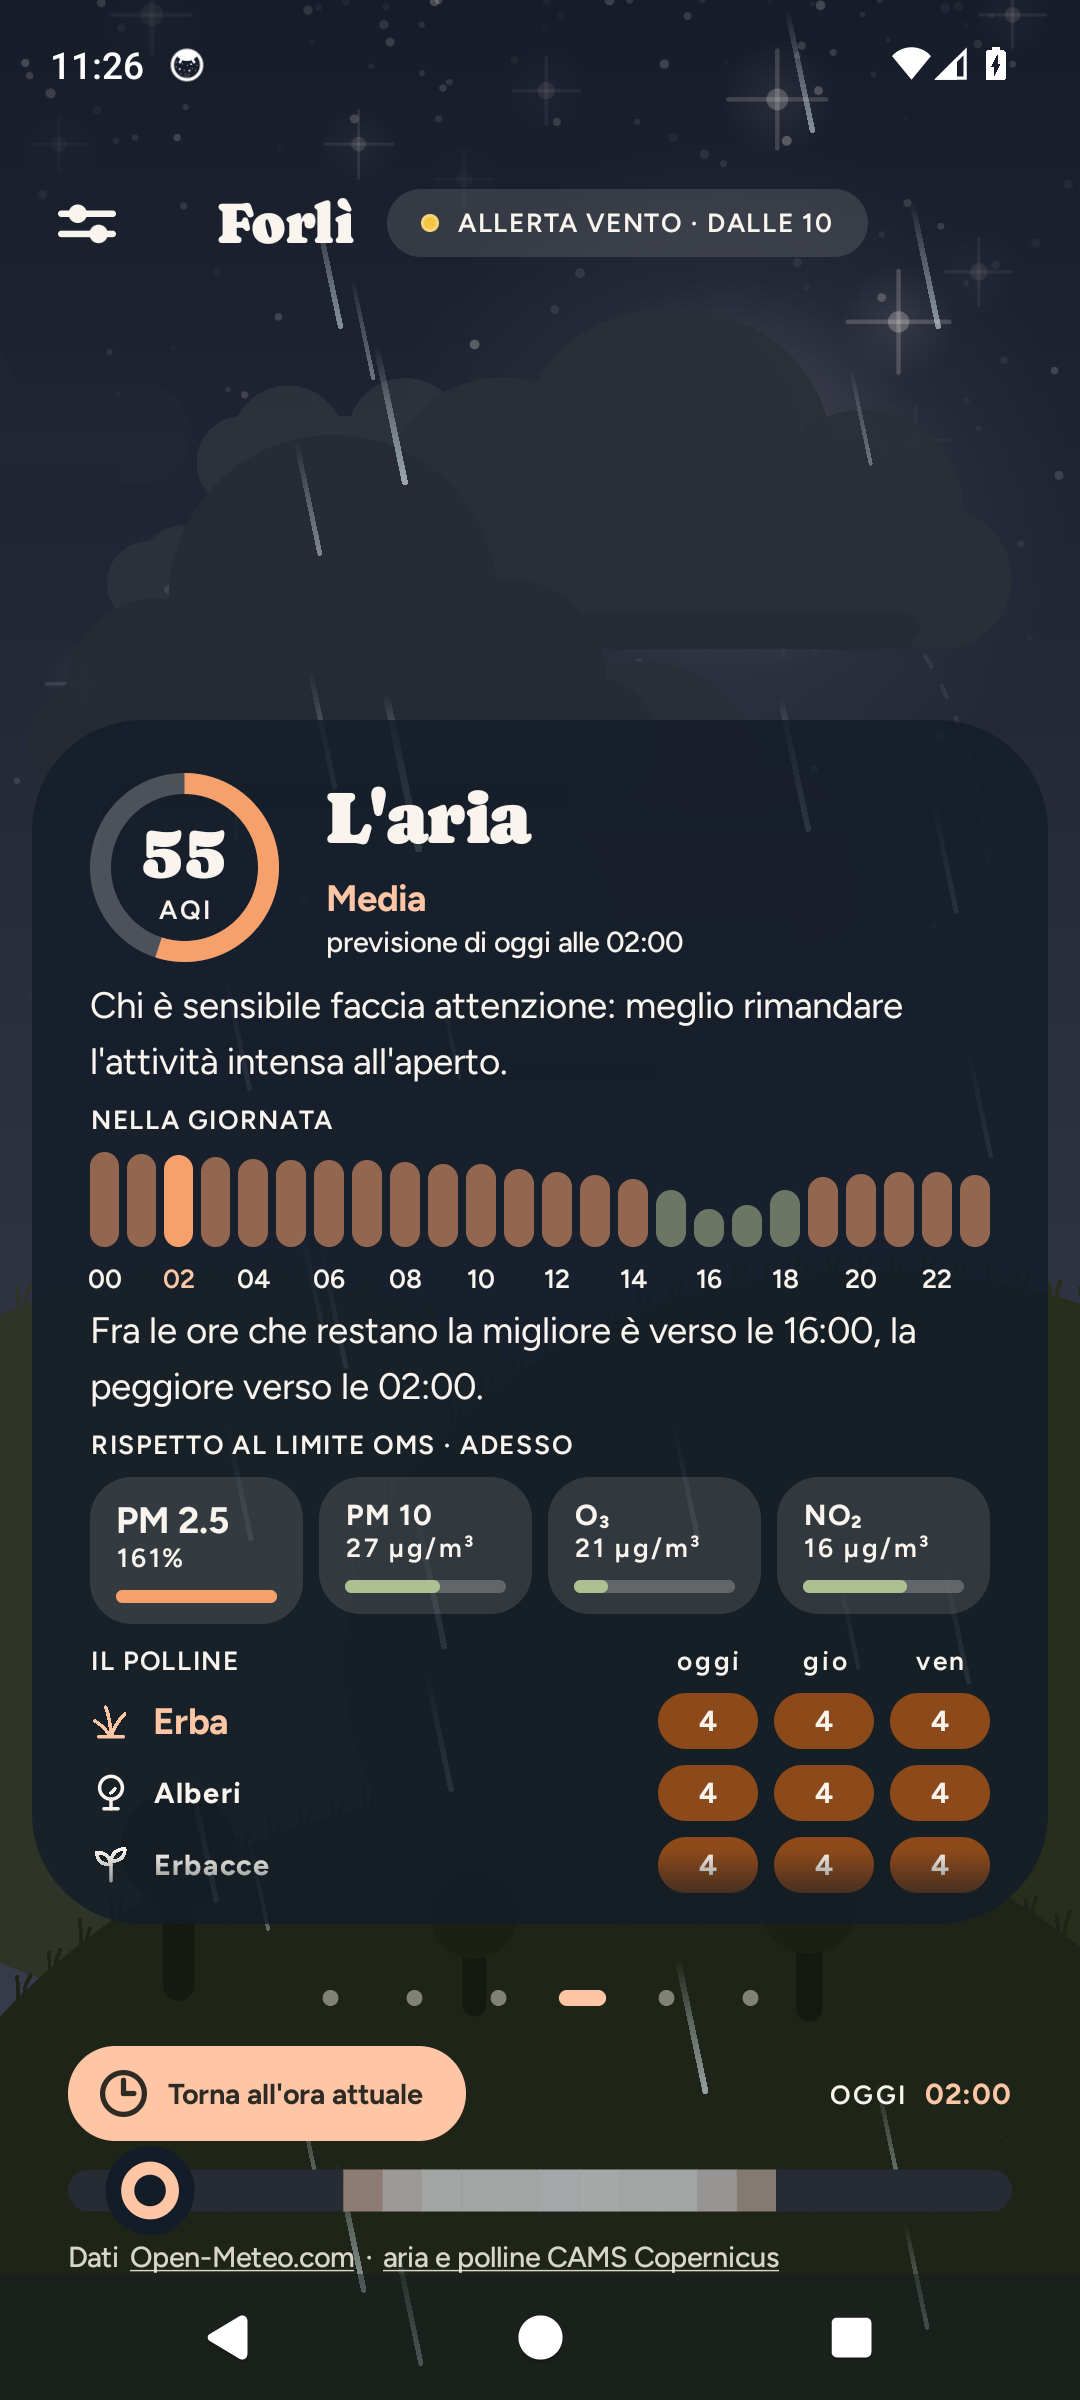 11:26
Forlì
ALLERTA VENTO · DALLE 10
55
AQI
L'aria
Media
previsione di oggi alle 02:00
Chi è sensibile faccia attenzione: meglio rimandare
l'attività intensa all'aperto.
NELLA GIORNATA
00 02 04 06 08 10 12 14 16 18 20 22
Fra le ore che restano la migliore è verso le 16:00, la
peggiore verso le 02:00.
RISPETTO AL LIMITE OMS · ADESSO
PM 2.5 PM 10 O₃ NO₂
161% 27 µg/m³ 21 µg/m³ 16 µg/m³
IL POLLINE oggi gio ven
Erba 4 4 4
Alberi 4 4 4
Erbacce 4 4 4
Torna all'ora attuale
OGGI 02:00
Dati Open-Meteo.com · aria e polline CAMS Copernicus